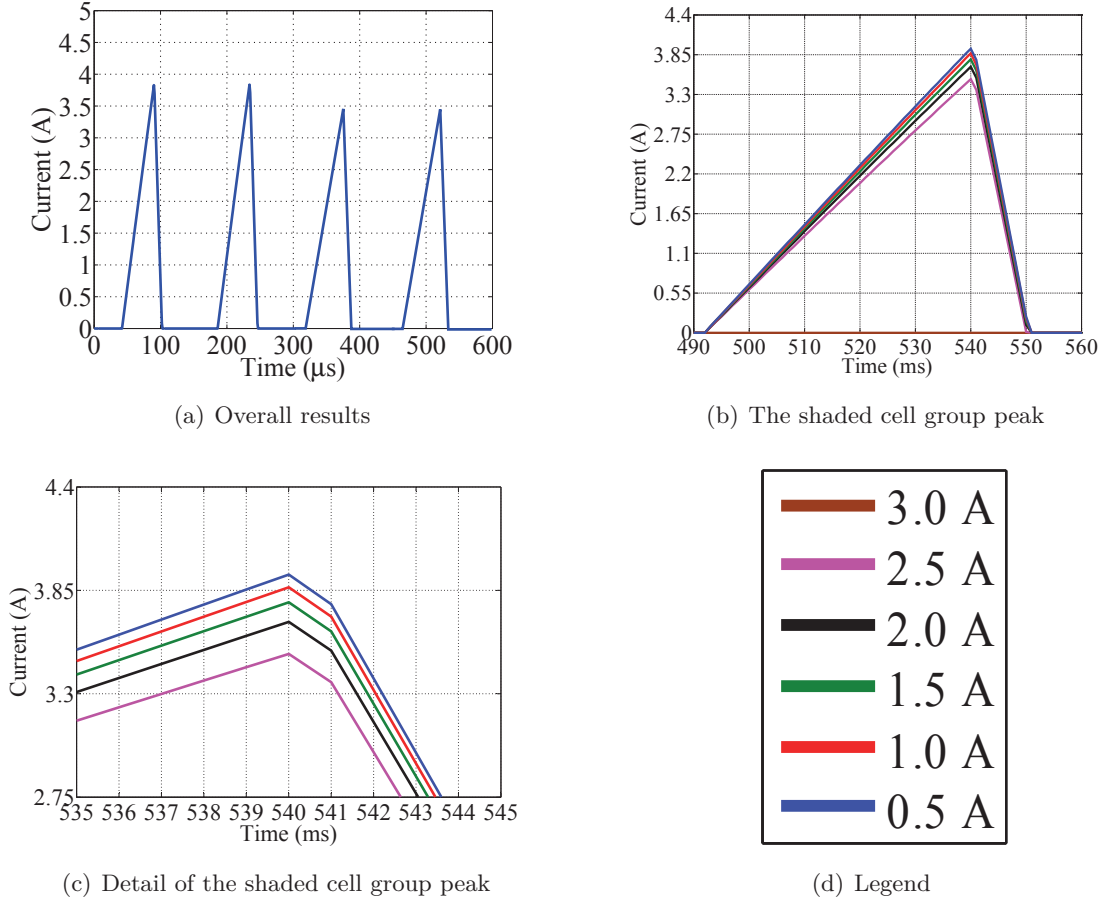 5
4.5
4
3.5
3
2.5
2
1.5
1
0.5
0
Current (A)
0 100 200 300 400 500 600
Time (μs)
(a) Overall results
4.4
3.85
3.3
2.75
2.2
1.65
1.1
0.55
0
Current (A)
490 500 510 520 530 540 550 560
Time (ms)
(b) The shaded cell group peak
4.4
3.85
3.3
2.75
Current (A)
535 536 537 538 539 540 541 542 543 544 545
Time (ms)
(c) Detail of the shaded cell group peak
3.0 A
2.5 A
2.0 A
1.5 A
1.0 A
0.5 A
(d) Legend